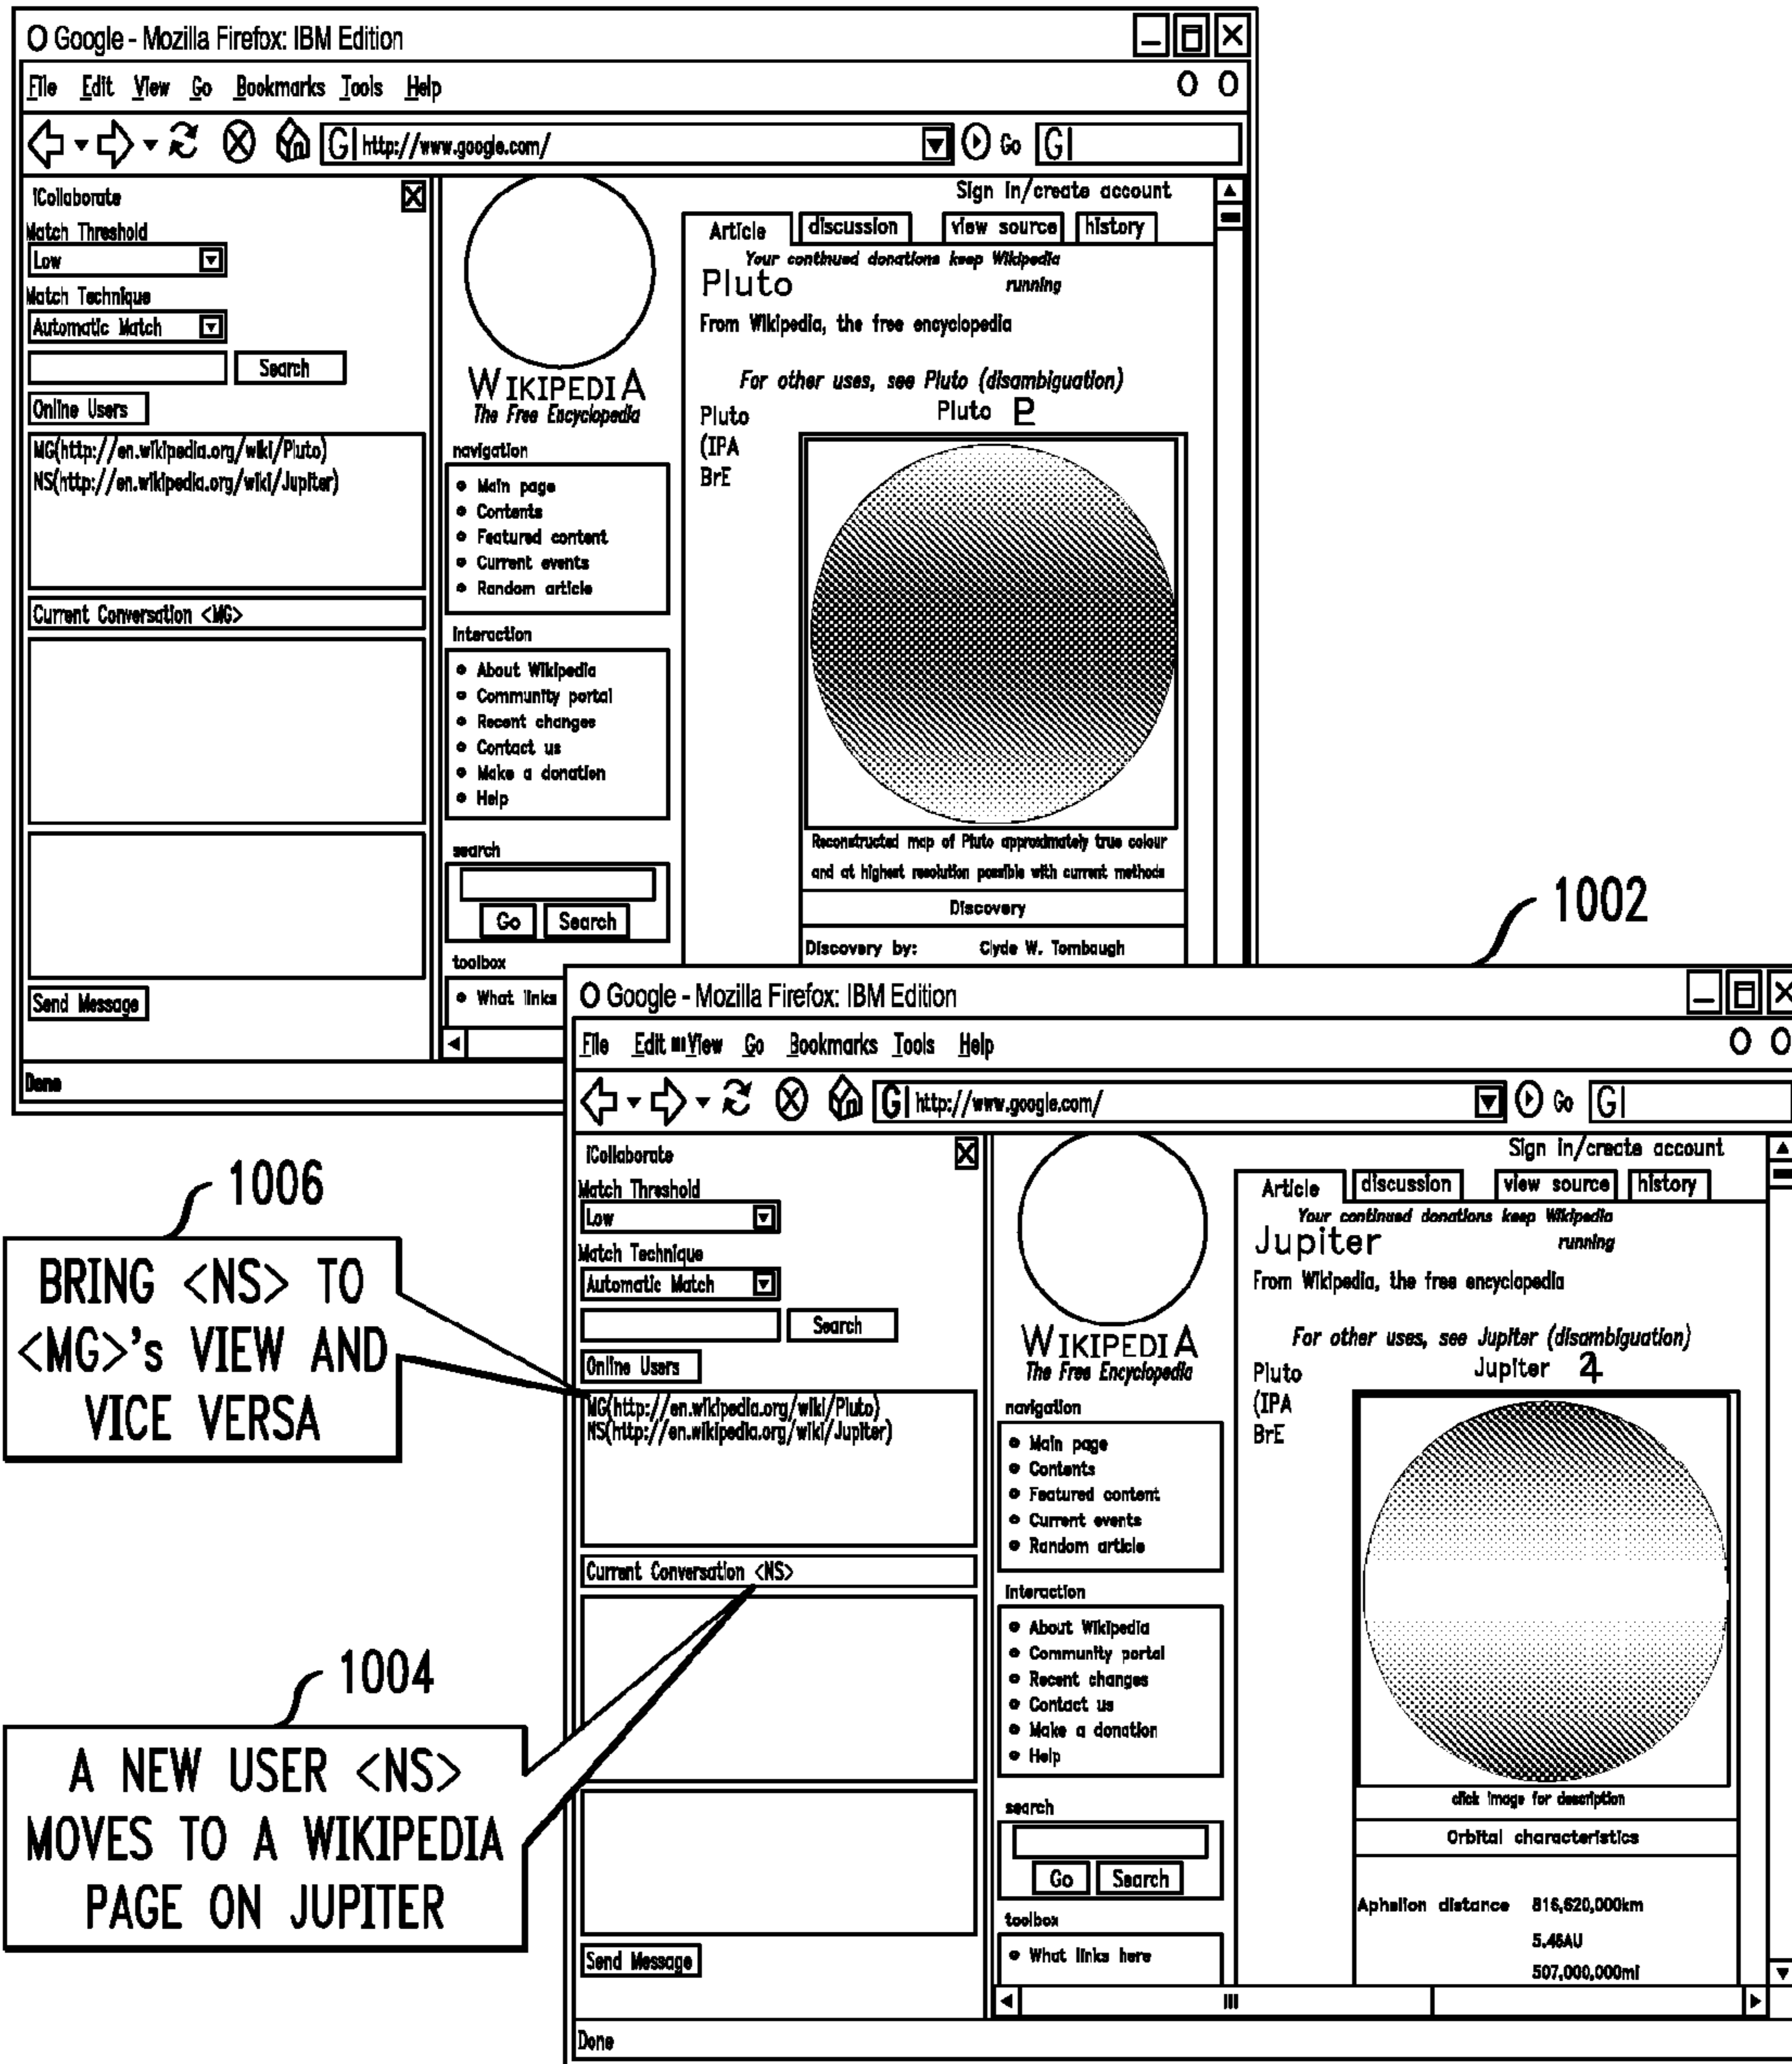 Google - Mozilla Firefox: IBM Edition
File Edit View Go Bookmarks Tools Help
G http://www.google.com/ Go G
iCollaborate
Match Threshold
Low
Match Technique
Automatic Match
Search
Online Users
MG(http://en.wikipedia.org/wiki/Pluto)
NS(http://en.wikipedia.org/wiki/Jupiter)
Current Conversation <MG>
Send Message
Done
WIKIPEDIA
The Free Encyclopedia
navigation
Main page
Contents
Featured content
Current events
Random article
interaction
About Wikipedia
Community portal
Recent changes
Contact us
Make a donation
Help
search
Go Search
toolbox
What links
Sign in/create account
Article discussion view source history
Your continued donations keep Wikipedia
running
Pluto
From Wikipedia, the free encyclopedia
For other uses, see Pluto (disambiguation)
Pluto P
Pluto
(IPA
BrE
Reconstructed map of Pluto approximately true colour
and at highest resolution possible with current methods
Discovery
Discovery by: Clyde W. Tombaugh
1002
Google - Mozilla Firefox: IBM Edition
File Edit View Go Bookmarks Tools Help
G http://www.google.com/ Go G
iCollaborate
Match Threshold
Low
Match Technique
Automatic Match
Search
Online Users
MG(http://en.wikipedia.org/wiki/Pluto)
NS(http://en.wikipedia.org/wiki/Jupiter)
Current Conversation <NS>
Send Message
Done
WIKIPEDIA
The Free Encyclopedia
navigation
Main page
Contents
Featured content
Current events
Random article
interaction
About Wikipedia
Community portal
Recent changes
Contact us
Make a donation
Help
search
Go Search
toolbox
What links here
Sign in/create account
Article discussion view source history
Your continued donations keep Wikipedia
running
Jupiter
From Wikipedia, the free encyclopedia
For other uses, see Jupiter (disambiguation)
Jupiter ♃
Pluto
(IPA
BrE
click image for description
Orbital characteristics
Aphelion distance 816,620,000km
5.46AU
507,000,000mi
1006
BRING <NS> TO
<MG>'s VIEW AND
VICE VERSA
1004
A NEW USER <NS>
MOVES TO A WIKIPEDIA
PAGE ON JUPITER